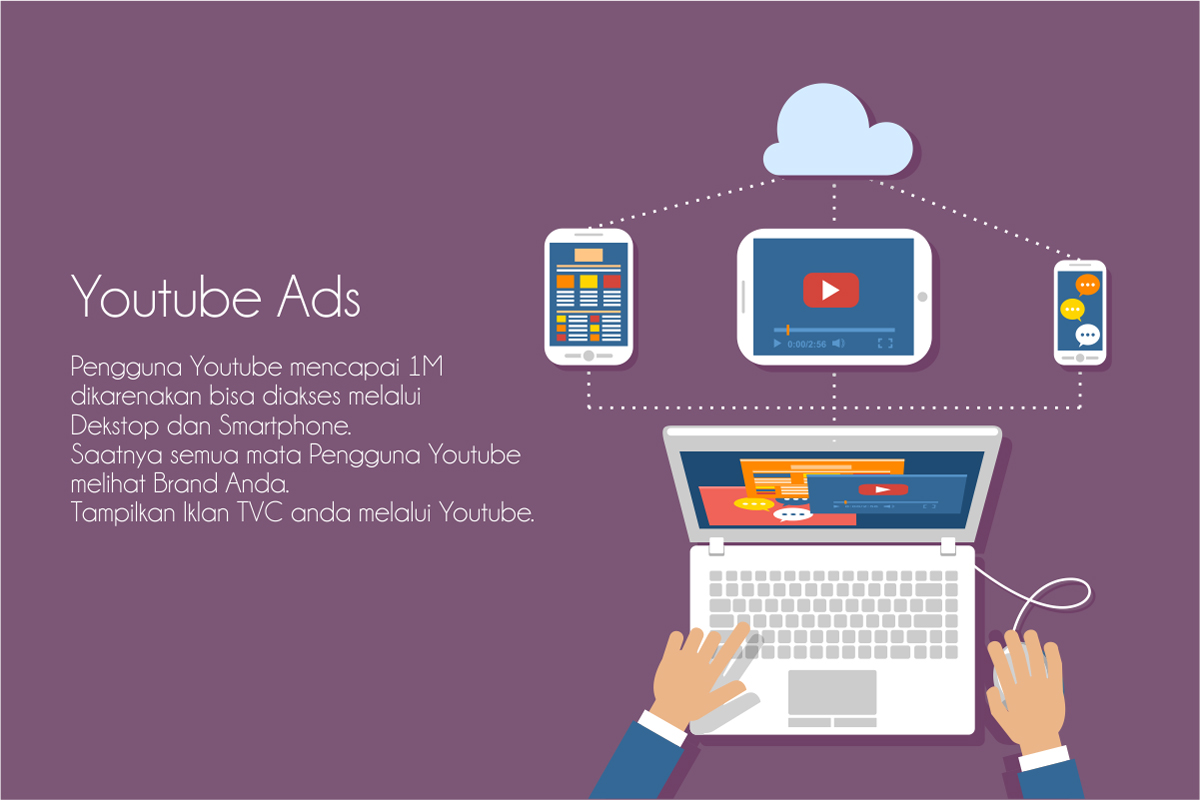 Youtube Ads
Pengguna Youtube mencapai 1M
dikarenakan bisa diakses melalui
Dekstop dan Smartphone.
Saatnya semua mata Pengguna Youtube
melihat Brand Anda.
Tampilkan Iklan TVC anda melalui Youtube.
0:00/2:56